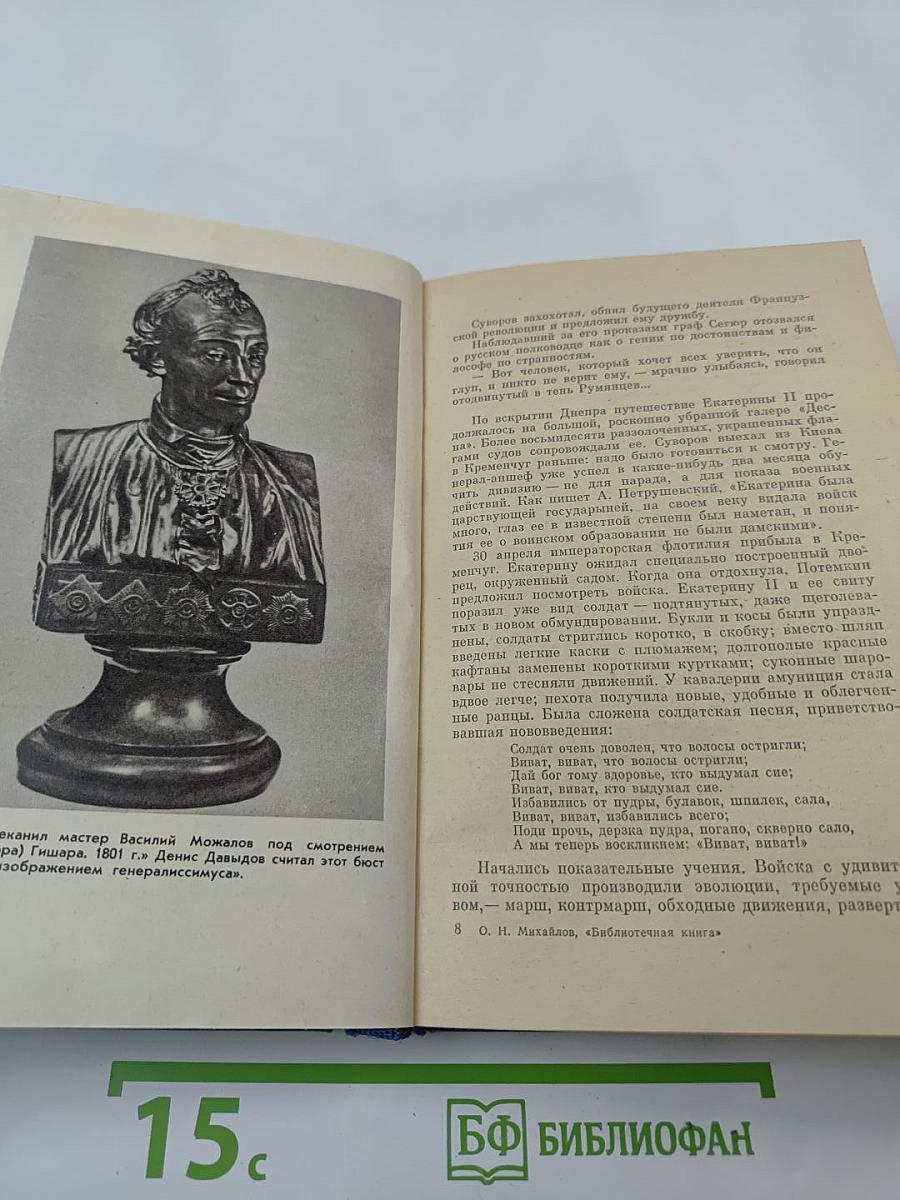 еканил мастер Василий Можалов под смотрением
ра) Гишара. 1801 г.» Денис Давыдов считал этот бюст
изображением генералиссимуса».
Суворов захохотал, обнял будущего деятеля Француз-
ской революции и предложил ему дружбу.
Наблюдавший за его проказами граф Сегюр отозвался
о русском полководце как о гении по достоинствам и фи-
лософе по странностям.
— Вот человек, который хочет всех уверить, что он
глуп, и никто не верит ему, — мрачно улыбаясь, говорил
отодвинутый в тень Румянцев...
По вскрытии Днепра путешествие Екатерины II про-
должалось на большой, роскошно убранной галере «Дес-
на». Более восьмидесяти раззолоченных, украшенных фла-
гами судов сопровождали ее. Суворов выехал из Киева
в Кременчуг раньше: надо было готовиться к смотру. Ге-
нерал-аншеф уже успел в какие-нибудь два месяца обу-
чить дивизию — не для парада, а для показа военных
действий. Как пишет А. Петрушевский, «Екатерина была
царствующей государыней, на своем веку видала войск
много, глаз ее в известной степени был наметан, и поня-
тия ее о воинском образовании не были дамскими».
30 апреля императорская флотилия прибыла в Кре-
менчуг. Екатерину ожидал специально построенный дво-
рец, окруженный садом. Когда она отдохнула, Потемкин
предложил посмотреть войска. Екатерину II и ее свиту
поразил уже вид солдат — подтянутых, даже щеголева-
тых в новом обмундировании. Букли и косы были упразд-
нены, солдаты стриглись коротко, в скобку; вместо шляп
введены легкие каски с плюмажем; долгополые красные
кафтаны заменены короткими куртками; суконные шаро-
вары не стесняли движений. У кавалерии амуниция стала
вдвое легче; пехота получила новые, удобные и облегчен-
ные ранцы. Была сложена солдатская песня, приветство-
вавшая нововведения:
Солдат очень доволен, что волосы остригли;
Виват, виват, что волосы остригли;
Дай бог тому здоровье, кто выдумал сие;
Виват, виват, кто выдумал сие.
Избавились от пудры, булавок, шпилек, сала,
Виват, виват, избавились всего;
Поди прочь, дерзка пудра, погано, скверно сало,
А мы теперь воскликнем: «Виват, виват!»
Начались показательные учения. Войска с удивит
ной точностью производили эволюции, требуемые у
вом,— марш, контрмарш, обходные движения, разверт
8 О. Н. Михайлов, «Библиотечная книга»
15 с
БФ БИБЛИОФАН